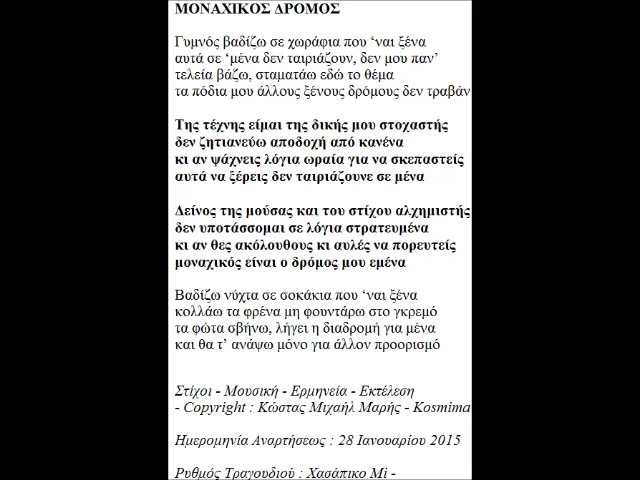 ΜΟΝΑΧΙΚΟΣ ΔΡΟΜΟΣ
Γυμνός βαδίζω σε χωράφια που ‘ναι ξένα
αυτά σε ‘μένα δεν ταιριάζουν, δεν μου παν’
τελεία βάζω, σταματάω εδώ το θέμα
τα πόδια μου άλλους ξένους δρόμους δεν τραβάν
Της τέχνης είμαι της δικής μου στοχαστής
δεν ζητιανεύω αποδοχή από κανένα
κι αν ψάχνεις λόγια ωραία για να σκεπαστείς
αυτά να ξέρεις δεν ταιριάζουνε σε μένα
Δείνος της μούσας και του στίχου αλχημιστής
δεν υποτάσσομαι σε λόγια στρατευμένα
κι αν θες ακόλουθους κι αυλές να πορευτείς
μοναχικός είναι ο δρόμος μου εμένα
Βαδίζω νύχτα σε σοκάκια που ‘ναι ξένα
κολλάω τα φρένα μη φουντάρω στο γκρεμό
τα φώτα σβήνω, λήγει η διαδρομή για μένα
και θα τ’ ανάψω μόνο για άλλον προορισμό
Στίχοι - Μουσική - Ερμηνεία - Εκτέλεση
- Copyright : Κώστας Μιχαήλ Μαρής - Kosmima
Ημερομηνία Αναρτήσεως : 28 Ιανουαρίου 2015
Ρυθμός Τραγουδιού : Χασάπικο Mi -